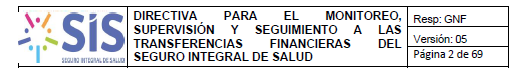 SIS
SEGURO INTEGRAL DE SALUD
DIRECTIVA PARA EL MONITOREO,
SUPERVISIÓN Y SEGUIMIENTO A LAS
TRANSFERENCIAS FINANCIERAS DEL
SEGURO INTEGRAL DE SALUD
Resp: GNF
Versión: 05
Página 2 de 69